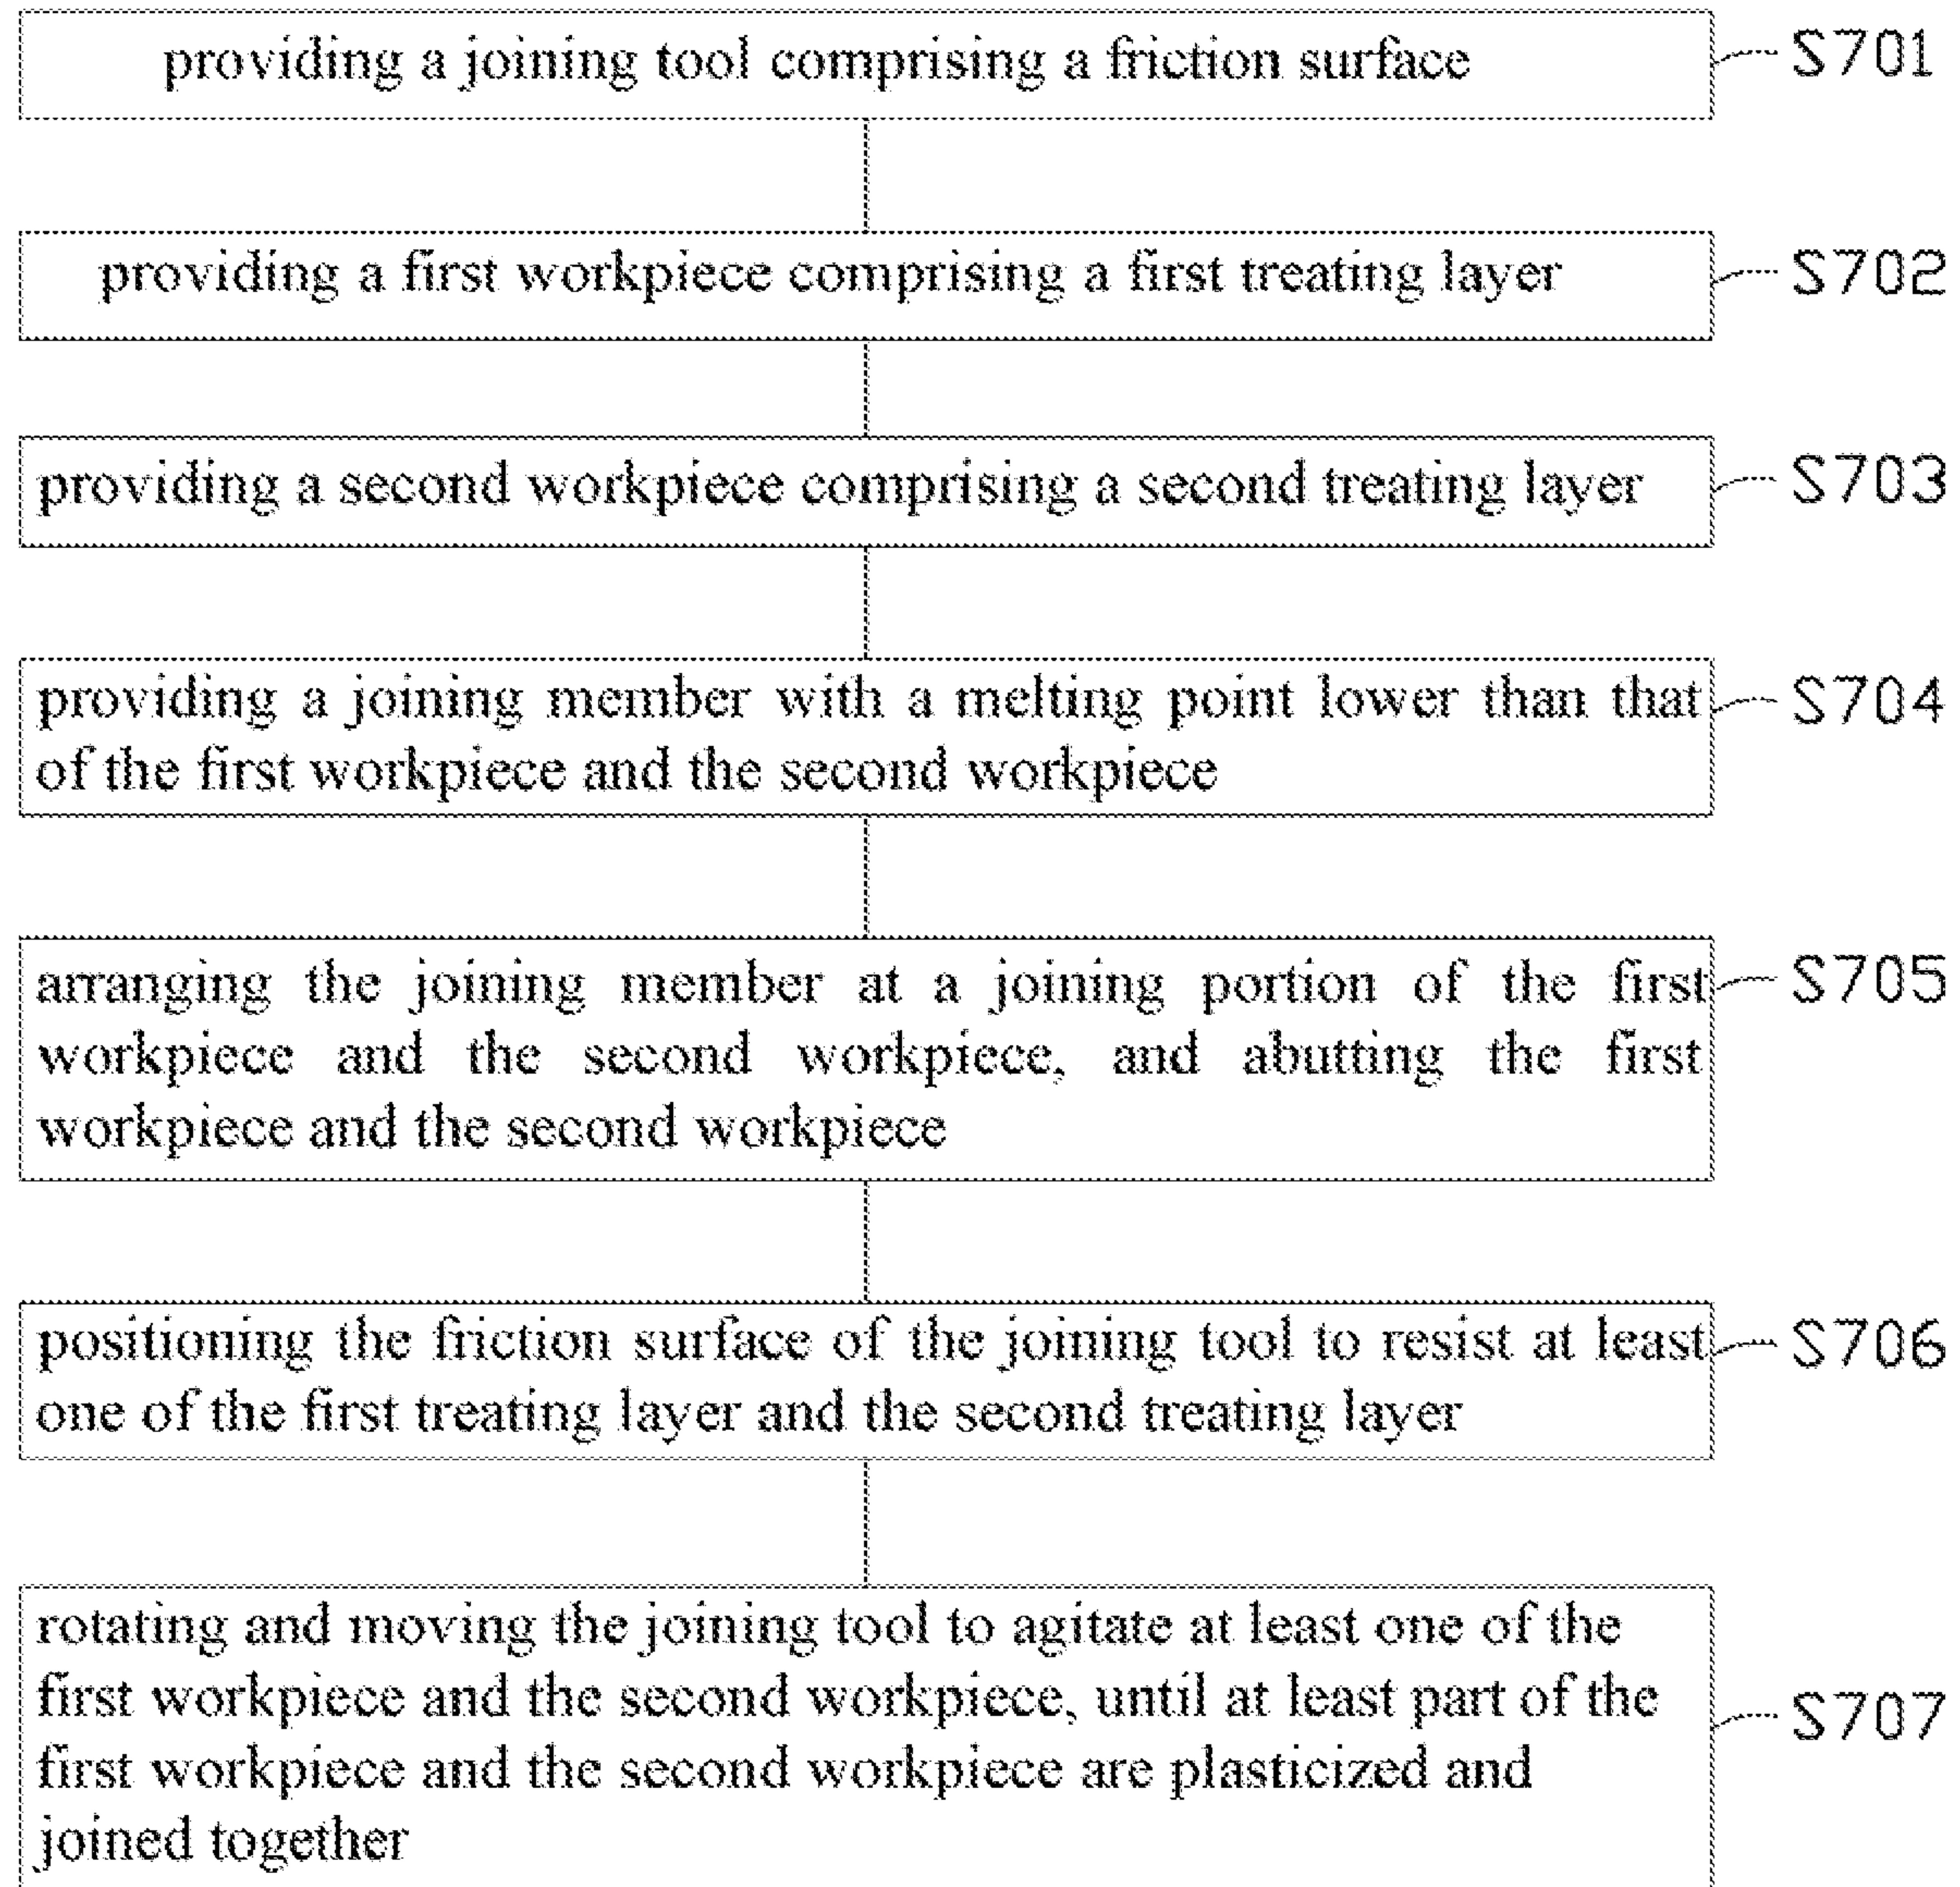 providing a joining tool comprising a friction surface
S701
providing a first workpiece comprising a first treating layer
S702
providing a second workpiece comprising a second treating layer
S703
providing a joining member with a melting point lower than that
of the first workpiece and the second workpiece
S704
arranging the joining member at a joining portion of the first
workpiece and the second workpiece, and abutting the first
workpiece and the second workpiece
S705
positioning the friction surface of the joining tool to resist at least
one of the first treating layer and the second treating layer
S706
rotating and moving the joining tool to agitate at least one of the
first workpiece and the second workpiece, until at least part of the
first workpiece and the second workpiece are plasticized and
joined together
S707